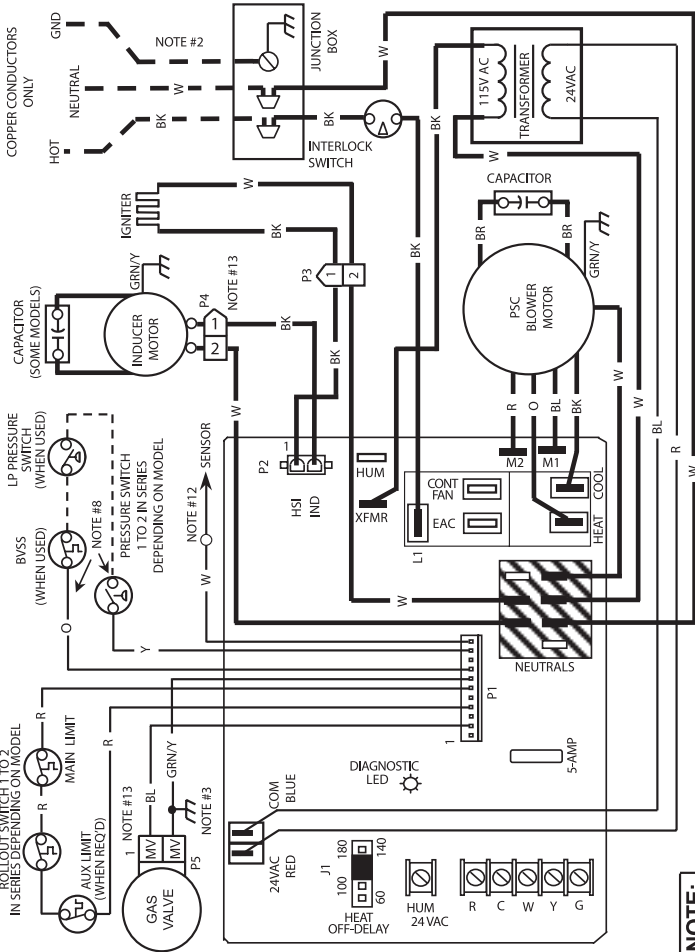 COPPER CONDUCTORS
ONLY
GND
NEUTRAL
HOT
NOTE #2
W
BK
JUNCTION
BOX
BK
INTERLOCK
SWITCH
W
BK
115V AC
TRANSFORMER
24VAC
W
IGNITER
W
BK
P3
1
2
BK
BK
CAPACITOR
BR
BR
PSC
BLOWER
MOTOR
GRN/Y
CAPACITOR
(SOME MODELS)
GRN/Y
INDUCER
MOTOR
P4
NOTE #13
1
2
BK
W
R
O
BL
BK
W
W
BL
R
W
LP PRESSURE
SWITCH
(WHEN USED)
BVSS
(WHEN USED)
NOTE #8
PRESSURE SWITCH
1 TO 2 IN SERIES
DEPENDING ON MODEL
O
Y
NOTE #12
SENSOR
W
P2
1
HSI
IND
HUM
XFMR
CONT
FAN
EAC
L1
M2
M1
HEAT
COOL
W
NEUTRALS
ROLLOUT SWITCH 1 TO 2
IN SERIES DEPENDING ON MODEL
R
MAIN LIMIT
R
R
AUX LIMIT
(WHEN REQ'D)
1
NOTE #13
BL
GRN/Y
MV
MV
P5
NOTE #3
GAS
VALVE
1
P1
DIAGNOSTIC
LED
5-AMP
COM
BLUE
24VAC
RED
J1
100
180
60
140
HEAT
OFF-DELAY
HUM
24 VAC
R
C
W
Y
G
NOTE: